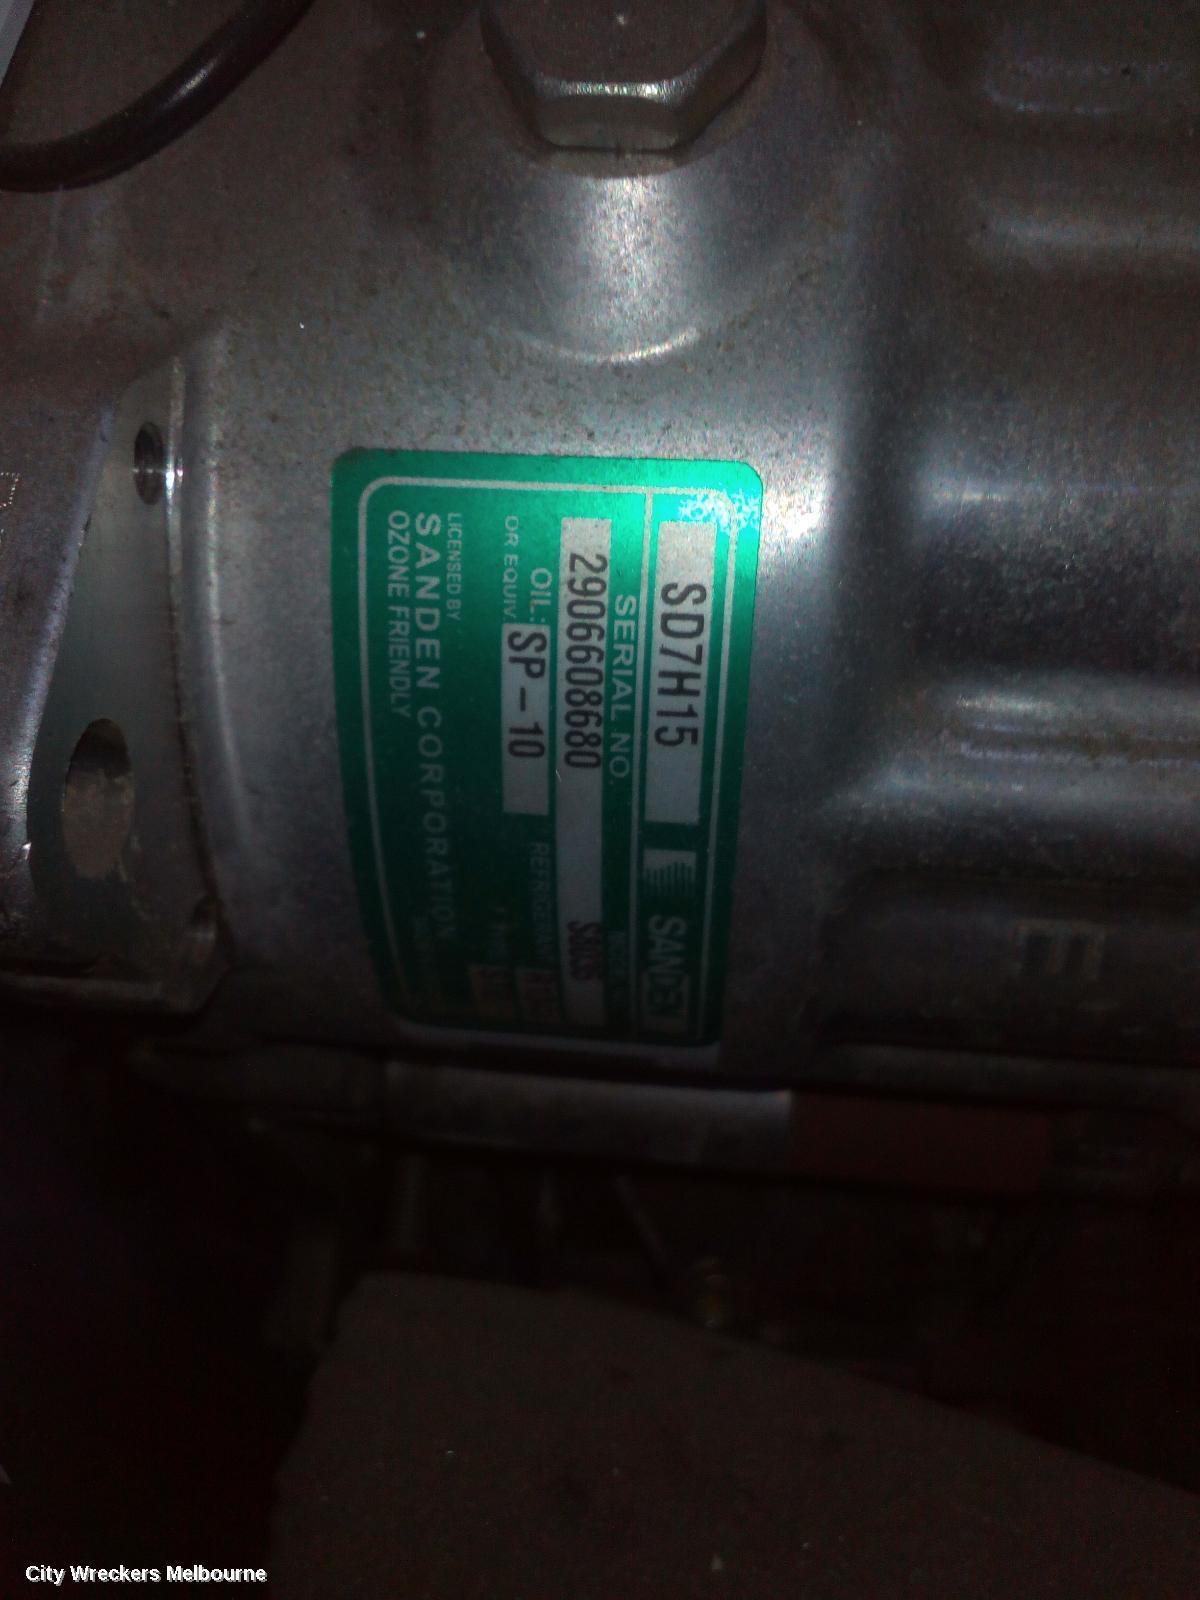 SD7H15 SANDEN
SERIAL NO.
2906608680
OIL: SP-10 REFRIGERANT
OR EQUIV.
LICENSED BY
SANDEN CORPORATION
OZONE FRIENDLY
City Wreckers Melbourne